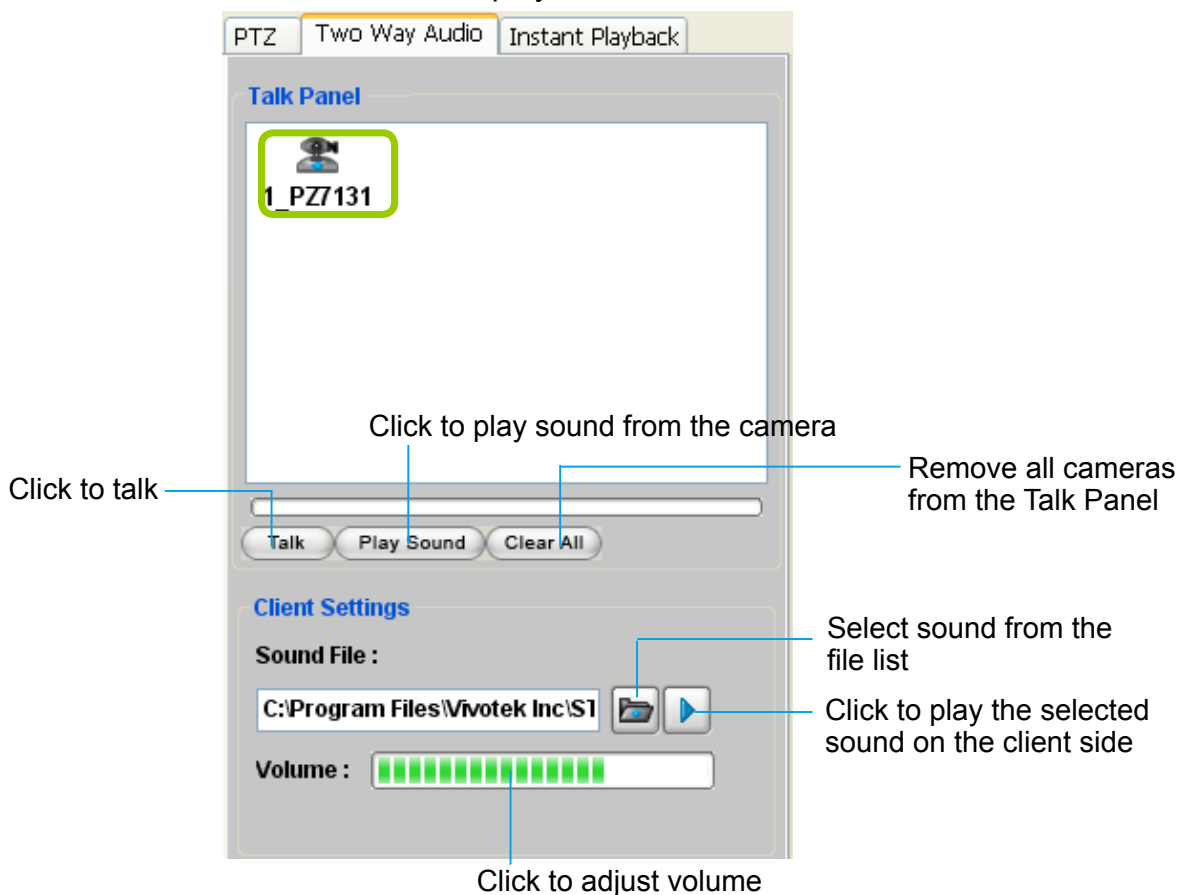 PTZ Two Way Audio Instant Playback
Talk Panel
1_PZ7131
Click to play sound from the camera
Click to talk
Remove all cameras
from the Talk Panel
Talk Play Sound Clear All
Client Settings
Select sound from the
file list
Sound File :
C:\Program Files\Vivotek Inc\ST
Click to play the selected
sound on the client side
Volume :
Click to adjust volume